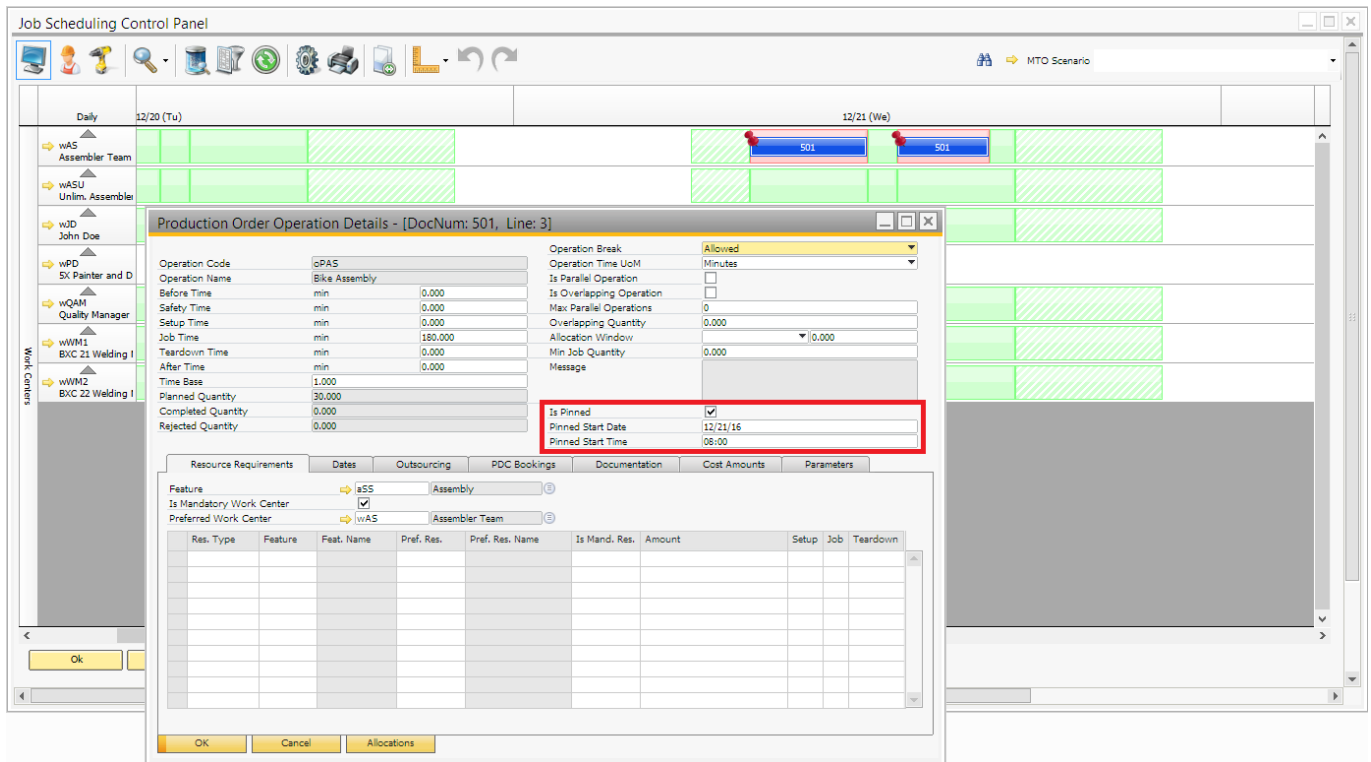 Job Scheduling Control Panel
MTO Scenario
Daily
12/20 (Tu)
12/21 (We)
wAS
Assembler Team
501
501
wASU
Unlim. Assembler
wJD
John Doe
wPD
5X Painter and D
wQAM
Quality Manager
wWM1
BXC 21 Welding
wWM2
BXC 22 Welding
Work Centers
Ok
Production Order Operation Details - [DocNum: 501, Line: 3]
Operation Code oPAS
Operation Name Bike Assembly
Before Time min 0.000
Safety Time min 0.000
Setup Time min 0.000
Job Time min 180.000
Teardown Time min 0.000
After Time min 0.000
Time Base 1.000
Planned Quantity 30.000
Completed Quantity 0.000
Rejected Quantity 0.000
Operation Break Allowed
Operation Time UoM Minutes
Is Parallel Operation
Is Overlapping Operation
Max Parallel Operations 0
Overlapping Quantity 0.000
Allocation Window 0.000
Min Job Quantity 0.000
Message
Is Pinned
Pinned Start Date 12/21/16
Pinned Start Time 08:00
Resource Requirements Dates Outsourcing PDC Bookings Documentation Cost Amounts Parameters
Feature aSS Assembly
Is Mandatory Work Center
Preferred Work Center wAS Assembler Team
Res. Type Feature Feat. Name Pref. Res. Pref. Res. Name Is Mand. Res. Amount Setup Job Teardown
OK Cancel Allocations